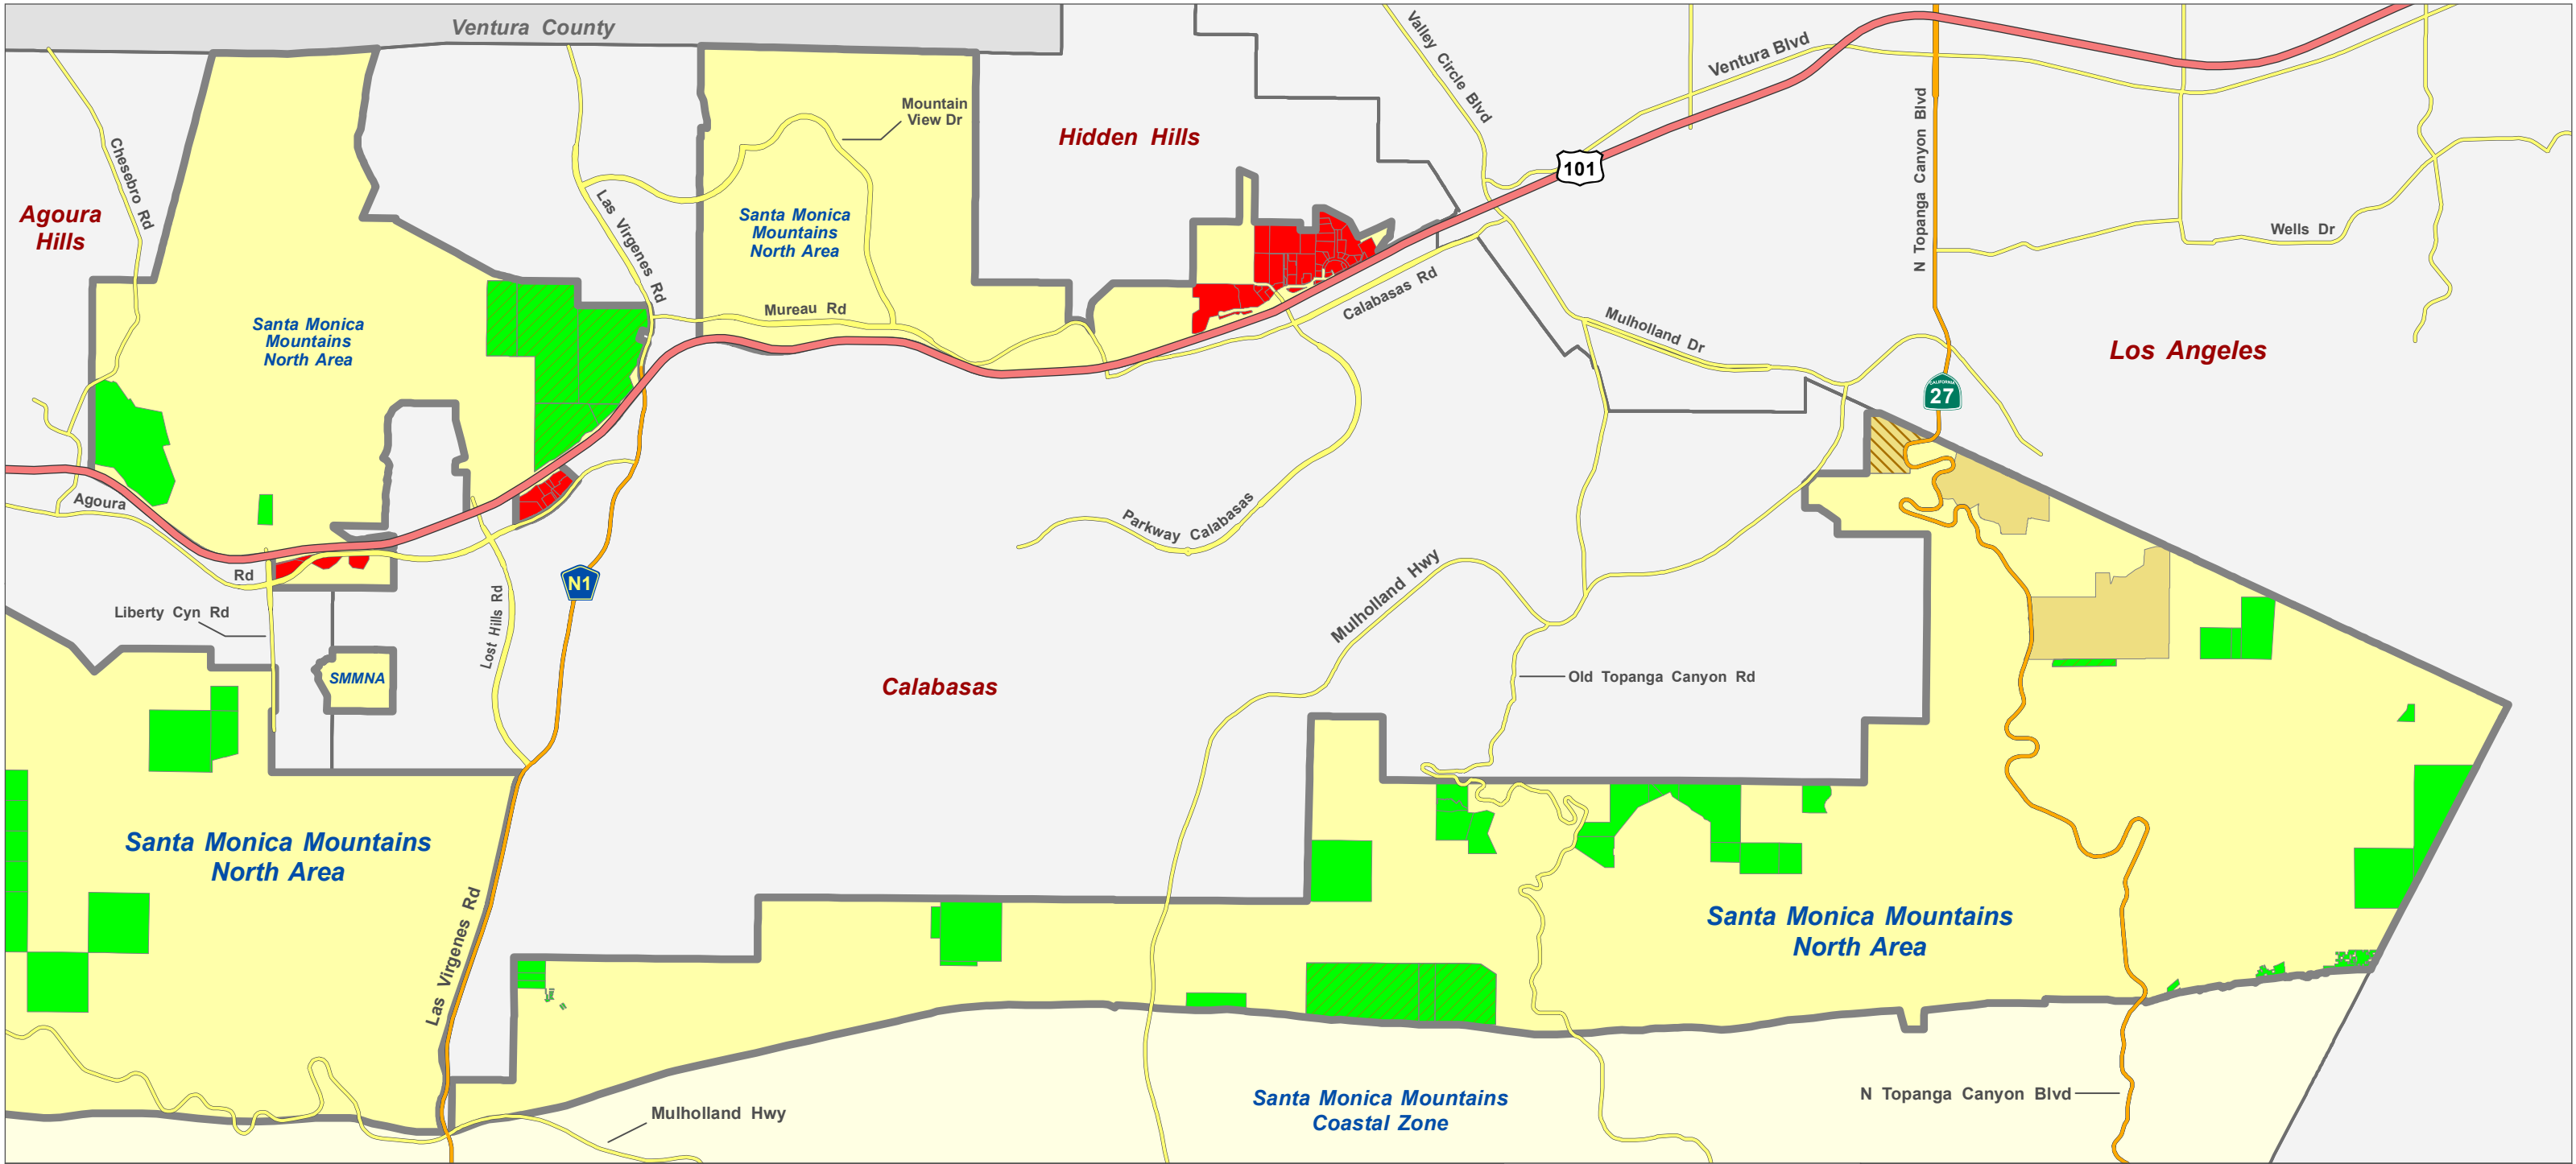 Ventura County
Valley Circle Blvd
Ventura Blvd
Mountain
View Dr
Hidden Hills
101
N Topanga Canyon Blvd
Chesebro Rd
Agoura
Hills
Las Virgenes Rd
Santa Monica
Mountains
North Area
Wells Dr
Calabasas Rd
Mureau Rd
Santa Monica
Mountains
North Area
Mulholland Dr
Los Angeles
CALIFORNIA
27
Agoura
Rd
Parkway Calabasas
N1
Mulholland Hwy
Liberty Cyn Rd
Lost Hills Rd
SMMNA
Calabasas
Old Topanga Canyon Rd
Santa Monica Mountains
North Area
Las Virgenes Rd
Santa Monica Mountains
North Area
Mulholland Hwy
Santa Monica Mountains
Coastal Zone
N Topanga Canyon Blvd